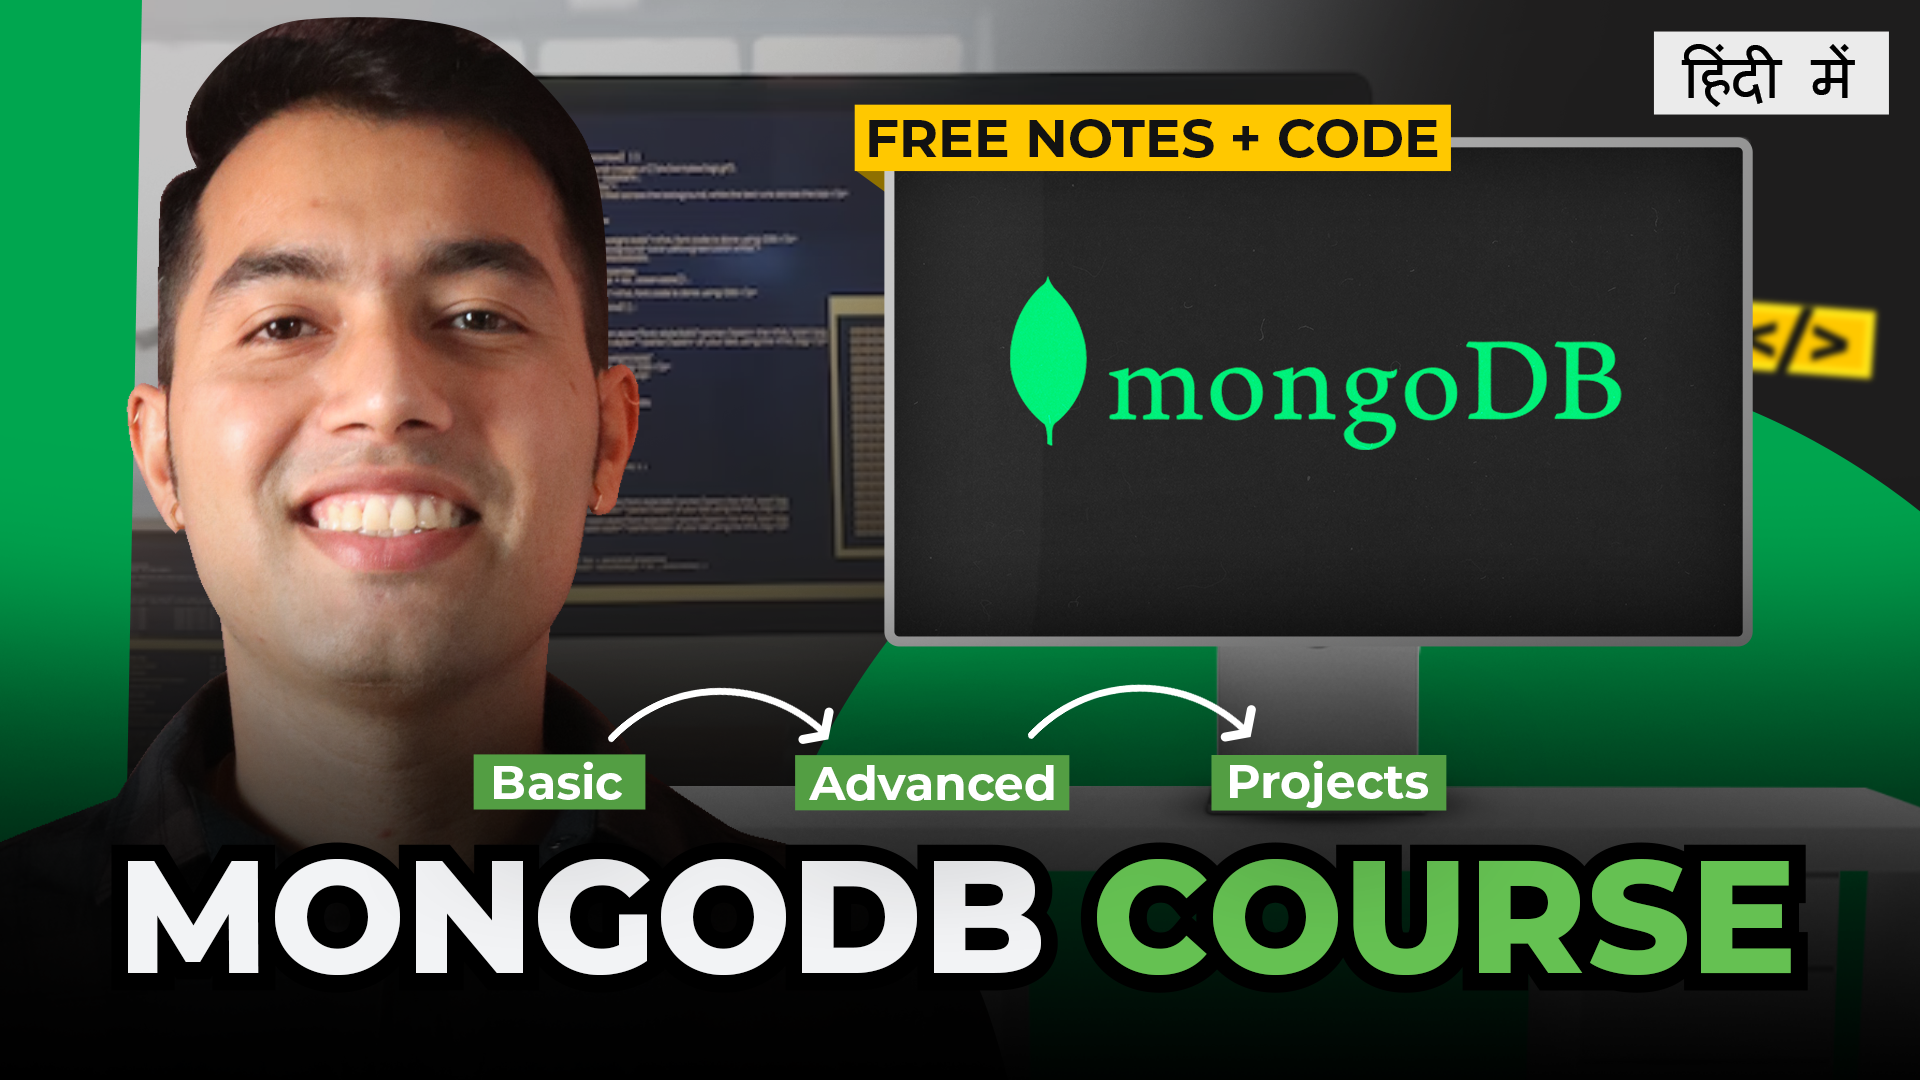 हिंदी में
FREE NOTES + CODE
mongoDB
</>
Basic
Advanced
Projects
MONGODB COURSE